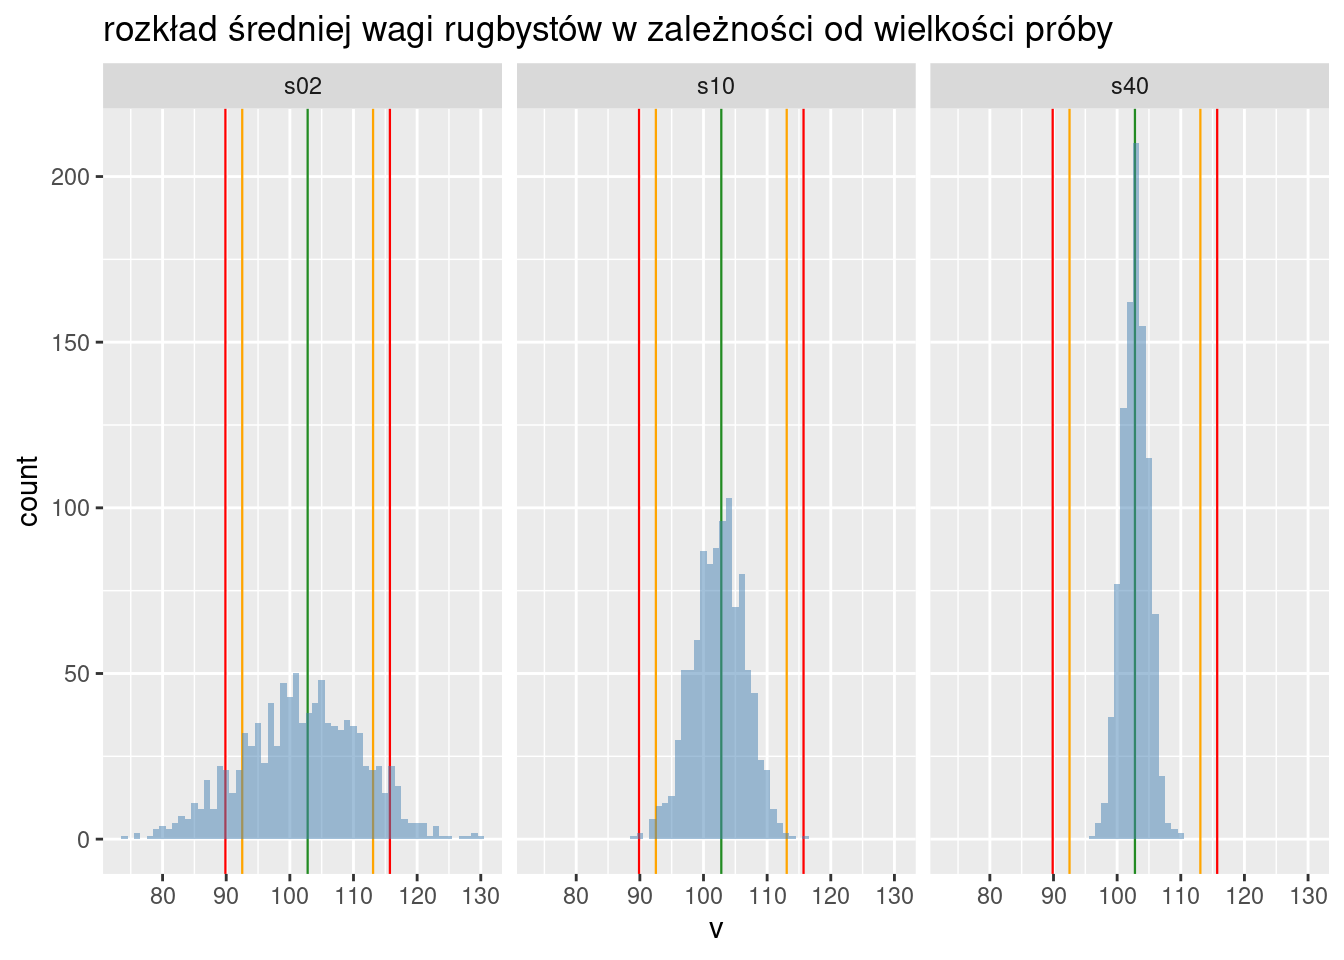 rozkład średniej wagi rugbystów w zależności od wielkości próby
s02 s10 s40
200
150
100
50
0
count
80 90 100 110 120 130 80 90 100 110 120 130 80 90 100 110 120 130
v